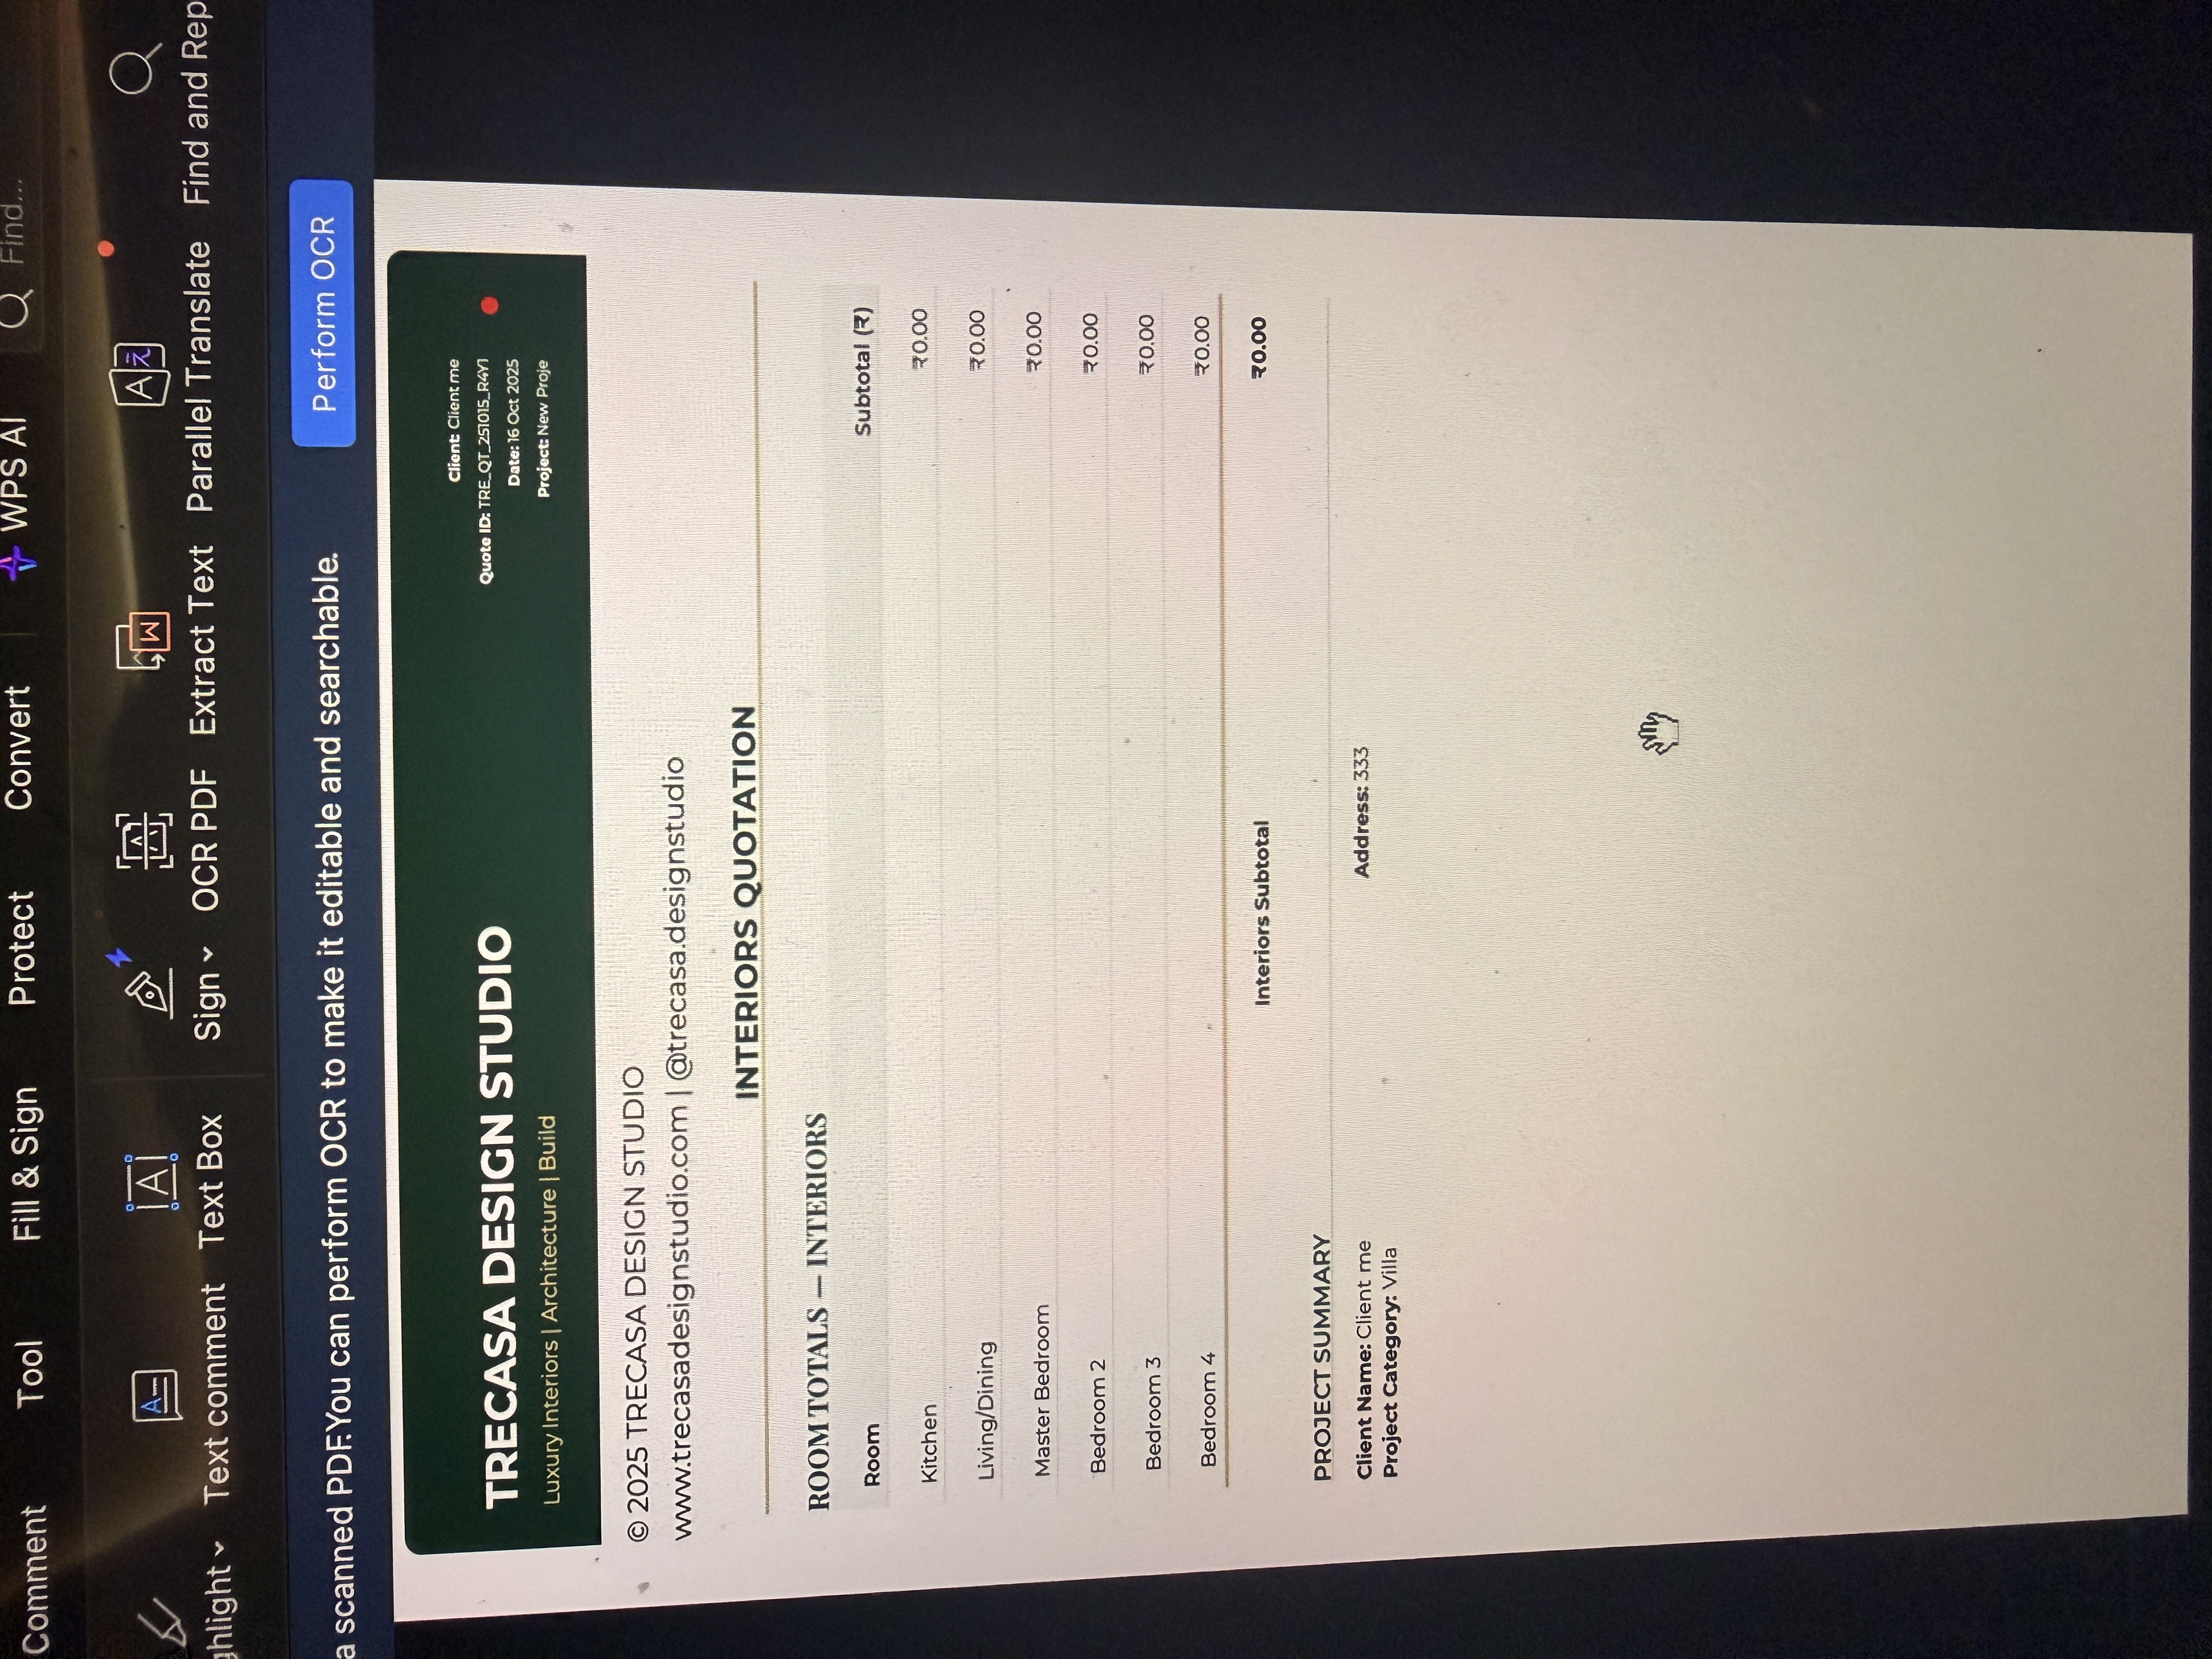 Comment Tool Fill & Sign Protect Convert WPS AI Find...
Text comment Text Box Sign OCR PDF Extract Text Parallel Translate Find and
a scanned PDF.You can perform OCR to make it editable and searchable. Perform OCR
TRECASA DESIGN STUDIO
Luxury Interiors | Architecture | Build
Client: Client me
Quote ID: TRE_QT_251015_R4Y1
Date: 16 Oct 2025
Project: New Proje
© 2025 TRECASA DESIGN STUDIO
www.trecasadesignstudio.com | @trecasa.designstudio
INTERIORS QUOTATION
ROOM TOTALS — INTERIORS
Room Subtotal (₹)
Kitchen ₹0.00
Living/Dining ₹0.00
Master Bedroom ₹0.00
Bedroom 2 ₹0.00
Bedroom 3 ₹0.00
Bedroom 4 ₹0.00
Interiors Subtotal ₹0.00
PROJECT SUMMARY
Client Name: Client me Address: 333
Project Category: Villa